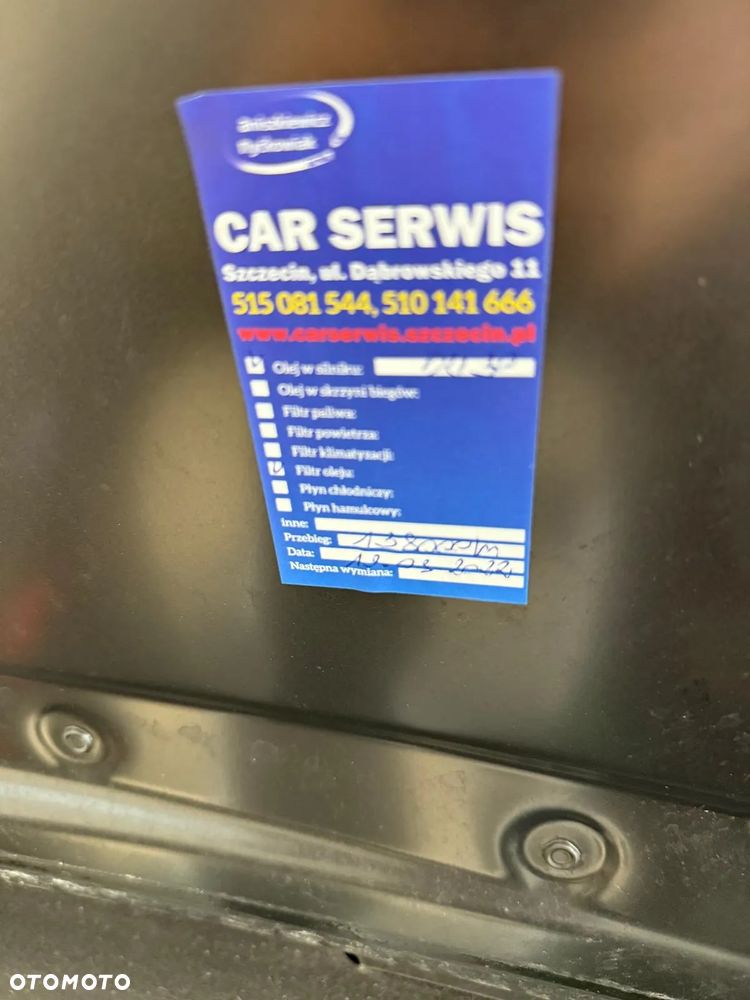 CAR SERWIS
Szczecin, ul. Dąbrowskiego 11
515 081 544, 510 141 666
www.carserwis.szczecin.pl
Olej w silniku:
Olej w skrzyni biegów:
Filtr paliwa:
Filtr powietrza:
Filtr klimatyzacji:
Filtr oleju:
Płyn chłodniczy:
Płyn hamulcowy:
inne:
Przebieg:
Data:
Następna wymiana:
OTOMOTO